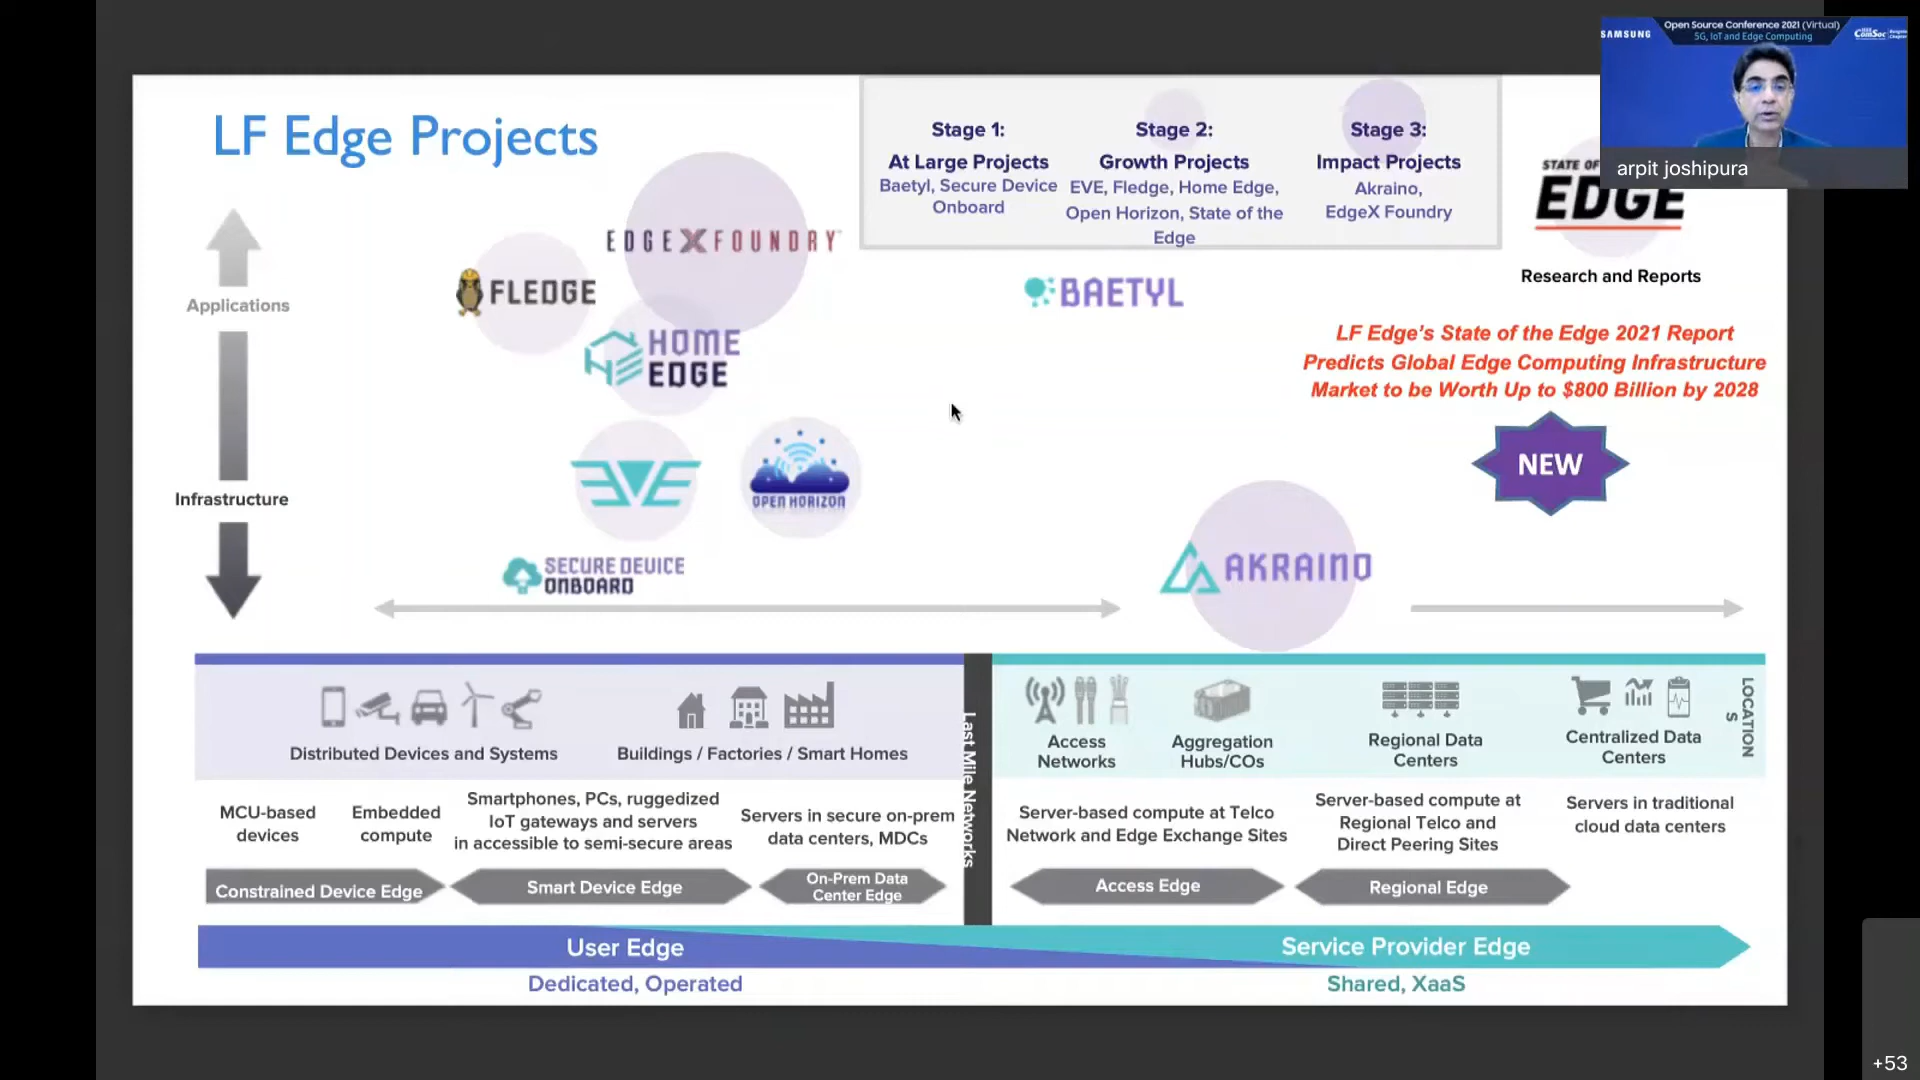 Open Source Conference 2021 (Virtual)
SAMSUNG
5G, IoT and Edge Computing
ComSoc
arpit joshipura
LF Edge Projects
Stage 1:
At Large Projects
Baetyl, Secure Device
Onboard
Stage 2:
Growth Projects
EVE, Fledge, Home Edge,
Open Horizon, State of the
Edge
Stage 3:
Impact Projects
Akraino,
EdgeX Foundry
STATE OF
EDGE
Research and Reports
EDGE X FOUNDRY
FLEDGE
HOME
EDGE
BAETYL
Applications
LF Edge's State of the Edge 2021 Report
Predicts Global Edge Computing Infrastructure
Market to be Worth Up to $800 Billion by 2028
NEW
EVE
OPEN HORIZON
Infrastructure
SECURE DEVICE
ONBOARD
AKRAINO
Distributed Devices and Systems
Buildings / Factories / Smart Homes
Last Mile Networks
Access
Networks
Aggregation
Hubs/COs
Regional Data
Centers
Centralized Data
Centers
LOCATION
S
MCU-based
devices
Embedded
compute
Smartphones, PCs, ruggedized
IoT gateways and servers
in accessible to semi-secure areas
Servers in secure on-prem
data centers, MDCs
Server-based compute at Telco
Network and Edge Exchange Sites
Server-based compute at
Regional Telco and
Direct Peering Sites
Servers in traditional
cloud data centers
Constrained Device Edge
Smart Device Edge
On-Prem Data
Center Edge
Access Edge
Regional Edge
User Edge
Service Provider Edge
Dedicated, Operated
Shared, XaaS
+53